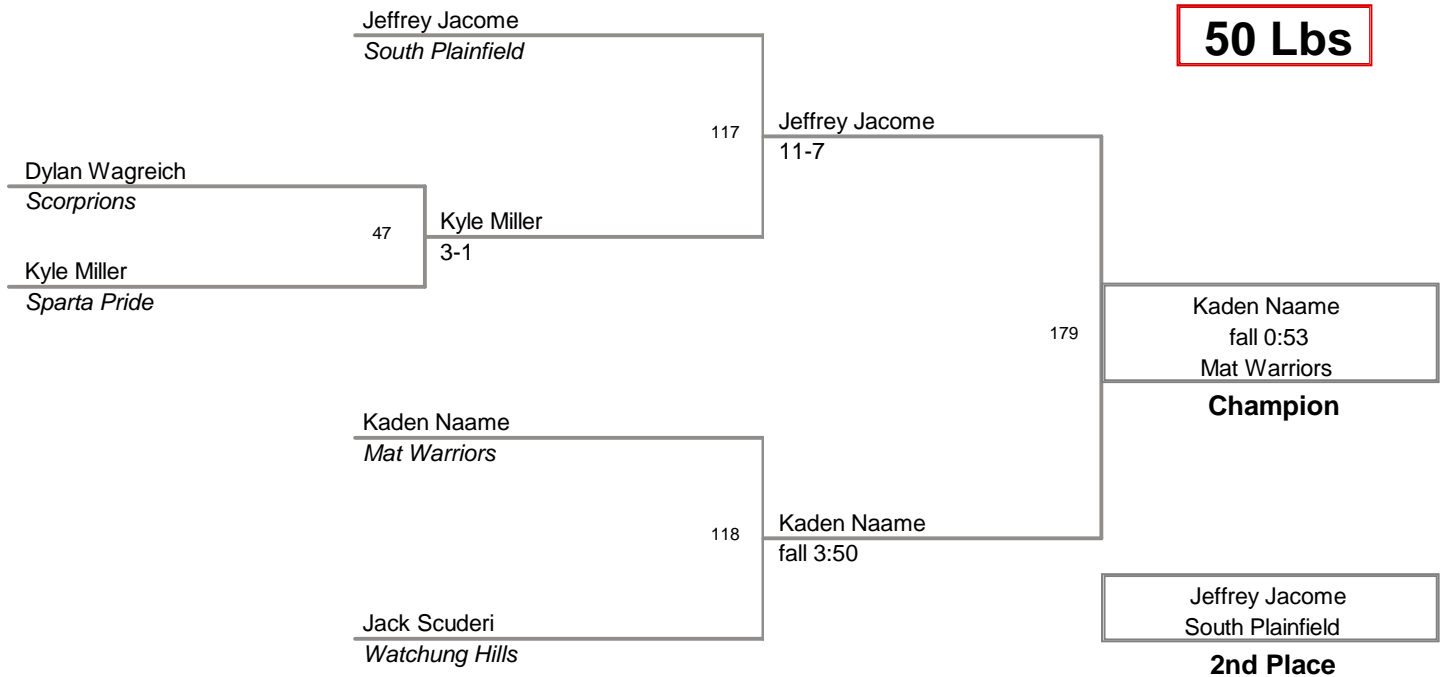 Jeffrey Jacome
South Plainfield
50 Lbs
117
Jeffrey Jacome
11-7
Dylan Wagreich
Scorprions
47
Kyle Miller
3-1
Kyle Miller
Sparta Pride
179
Kaden Naame
fall 0:53
Mat Warriors
Champion
Kaden Naame
Mat Warriors
118
Kaden Naame
fall 3:50
Jack Scuderi
Watchung Hills
Jeffrey Jacome
South Plainfield
2nd Place